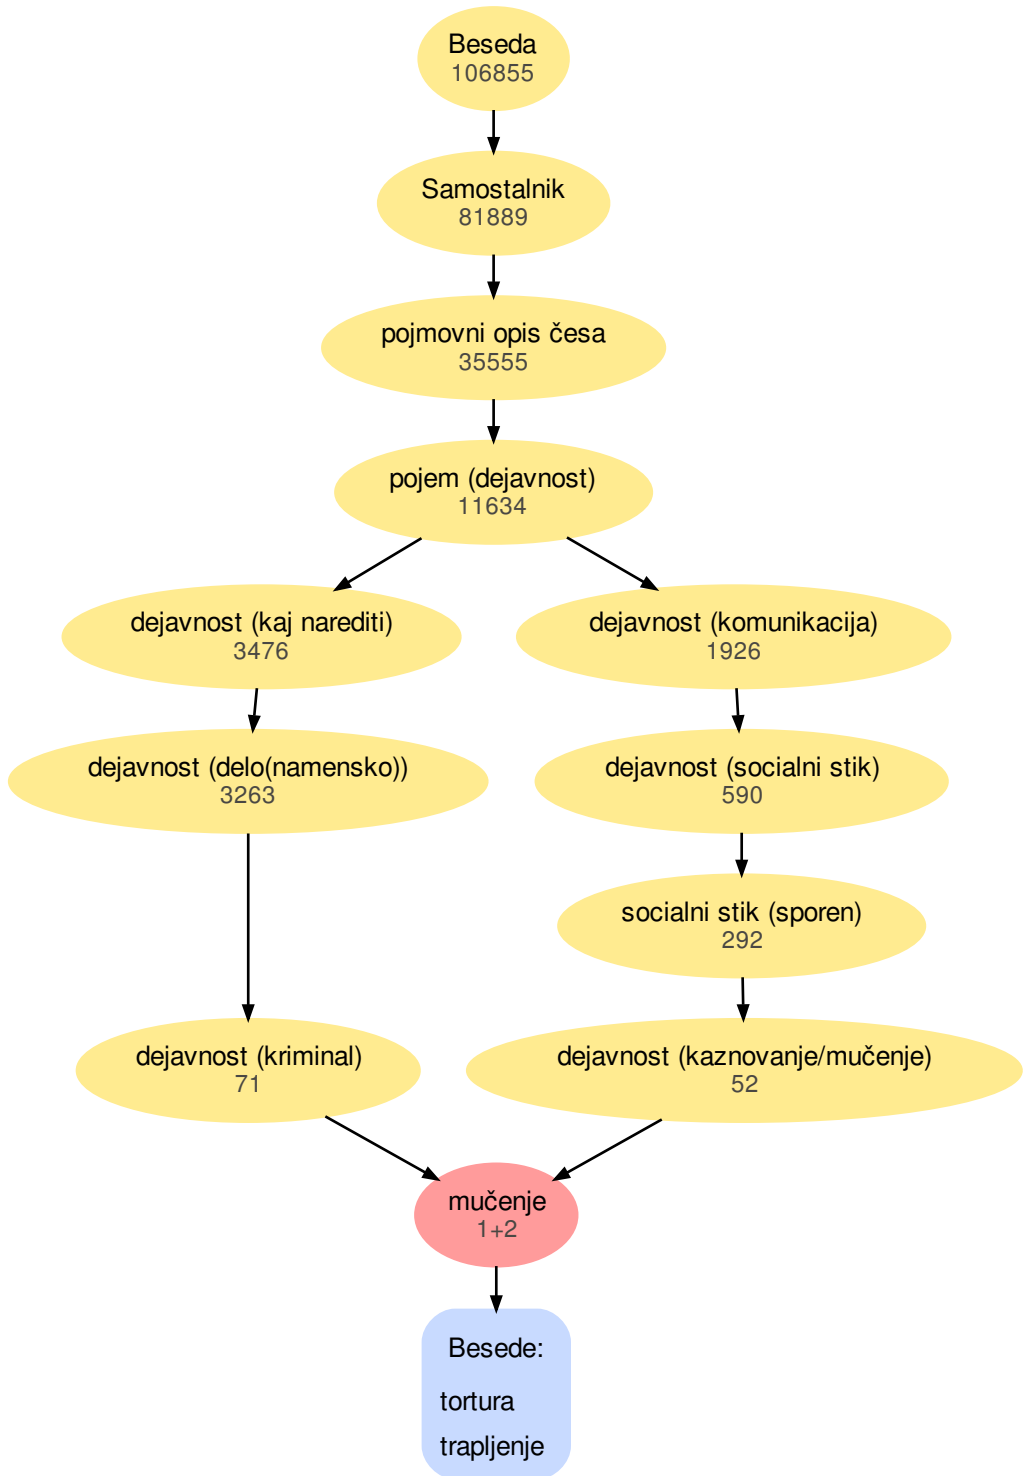 Beseda
106855
Samostalnik
81889
pojmovni opis česa
35555
pojem (dejavnost)
11634
dejavnost (kaj narediti)
3476
dejavnost (komunikacija)
1926
dejavnost (delo(namensko))
3263
dejavnost (socialni stik)
590
socialni stik (sporen)
292
dejavnost (kriminal)
71
dejavnost (kaznovanje/mučenje)
52
mučenje
1+2
Besede:
tortura
trapljenje